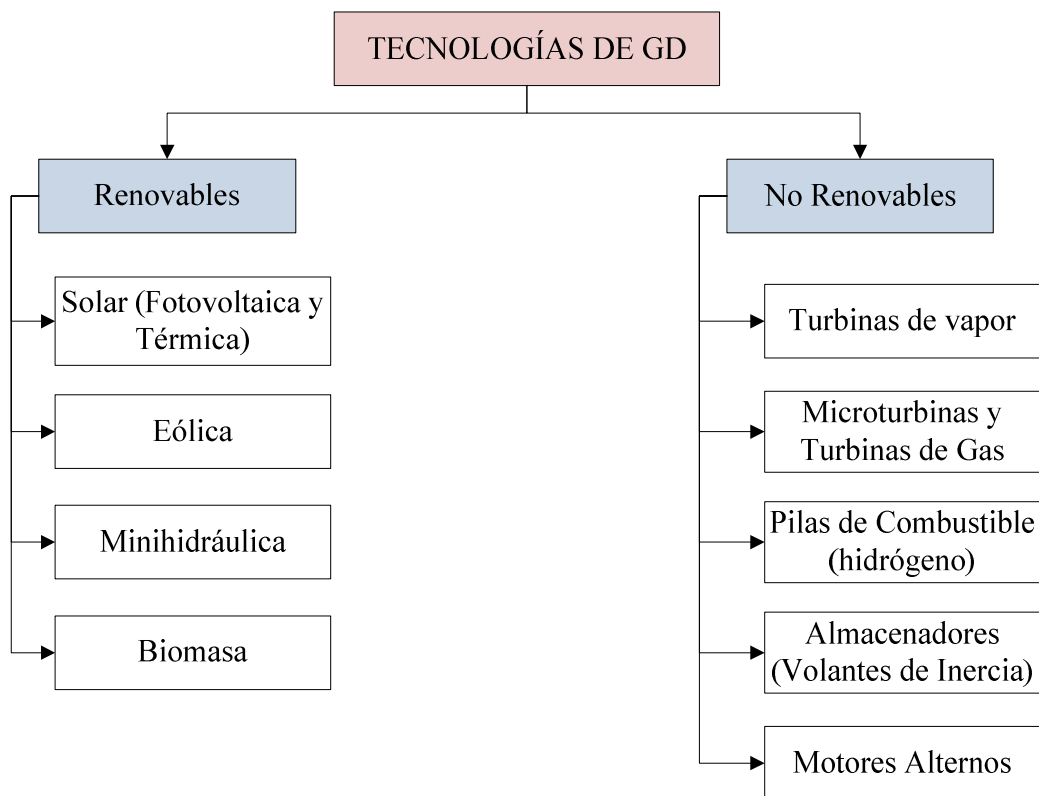 TECNOLOGÍAS DE GD
Renovables
Solar (Fotovoltaica y
Térmica)
Eólica
Minihidráulica
Biomasa
No Renovables
Turbinas de vapor
Microturbinas y
Turbinas de Gas
Pilas de Combustible
(hidrógeno)
Almacenadores
(Volantes de Inercia)
Motores Alternos